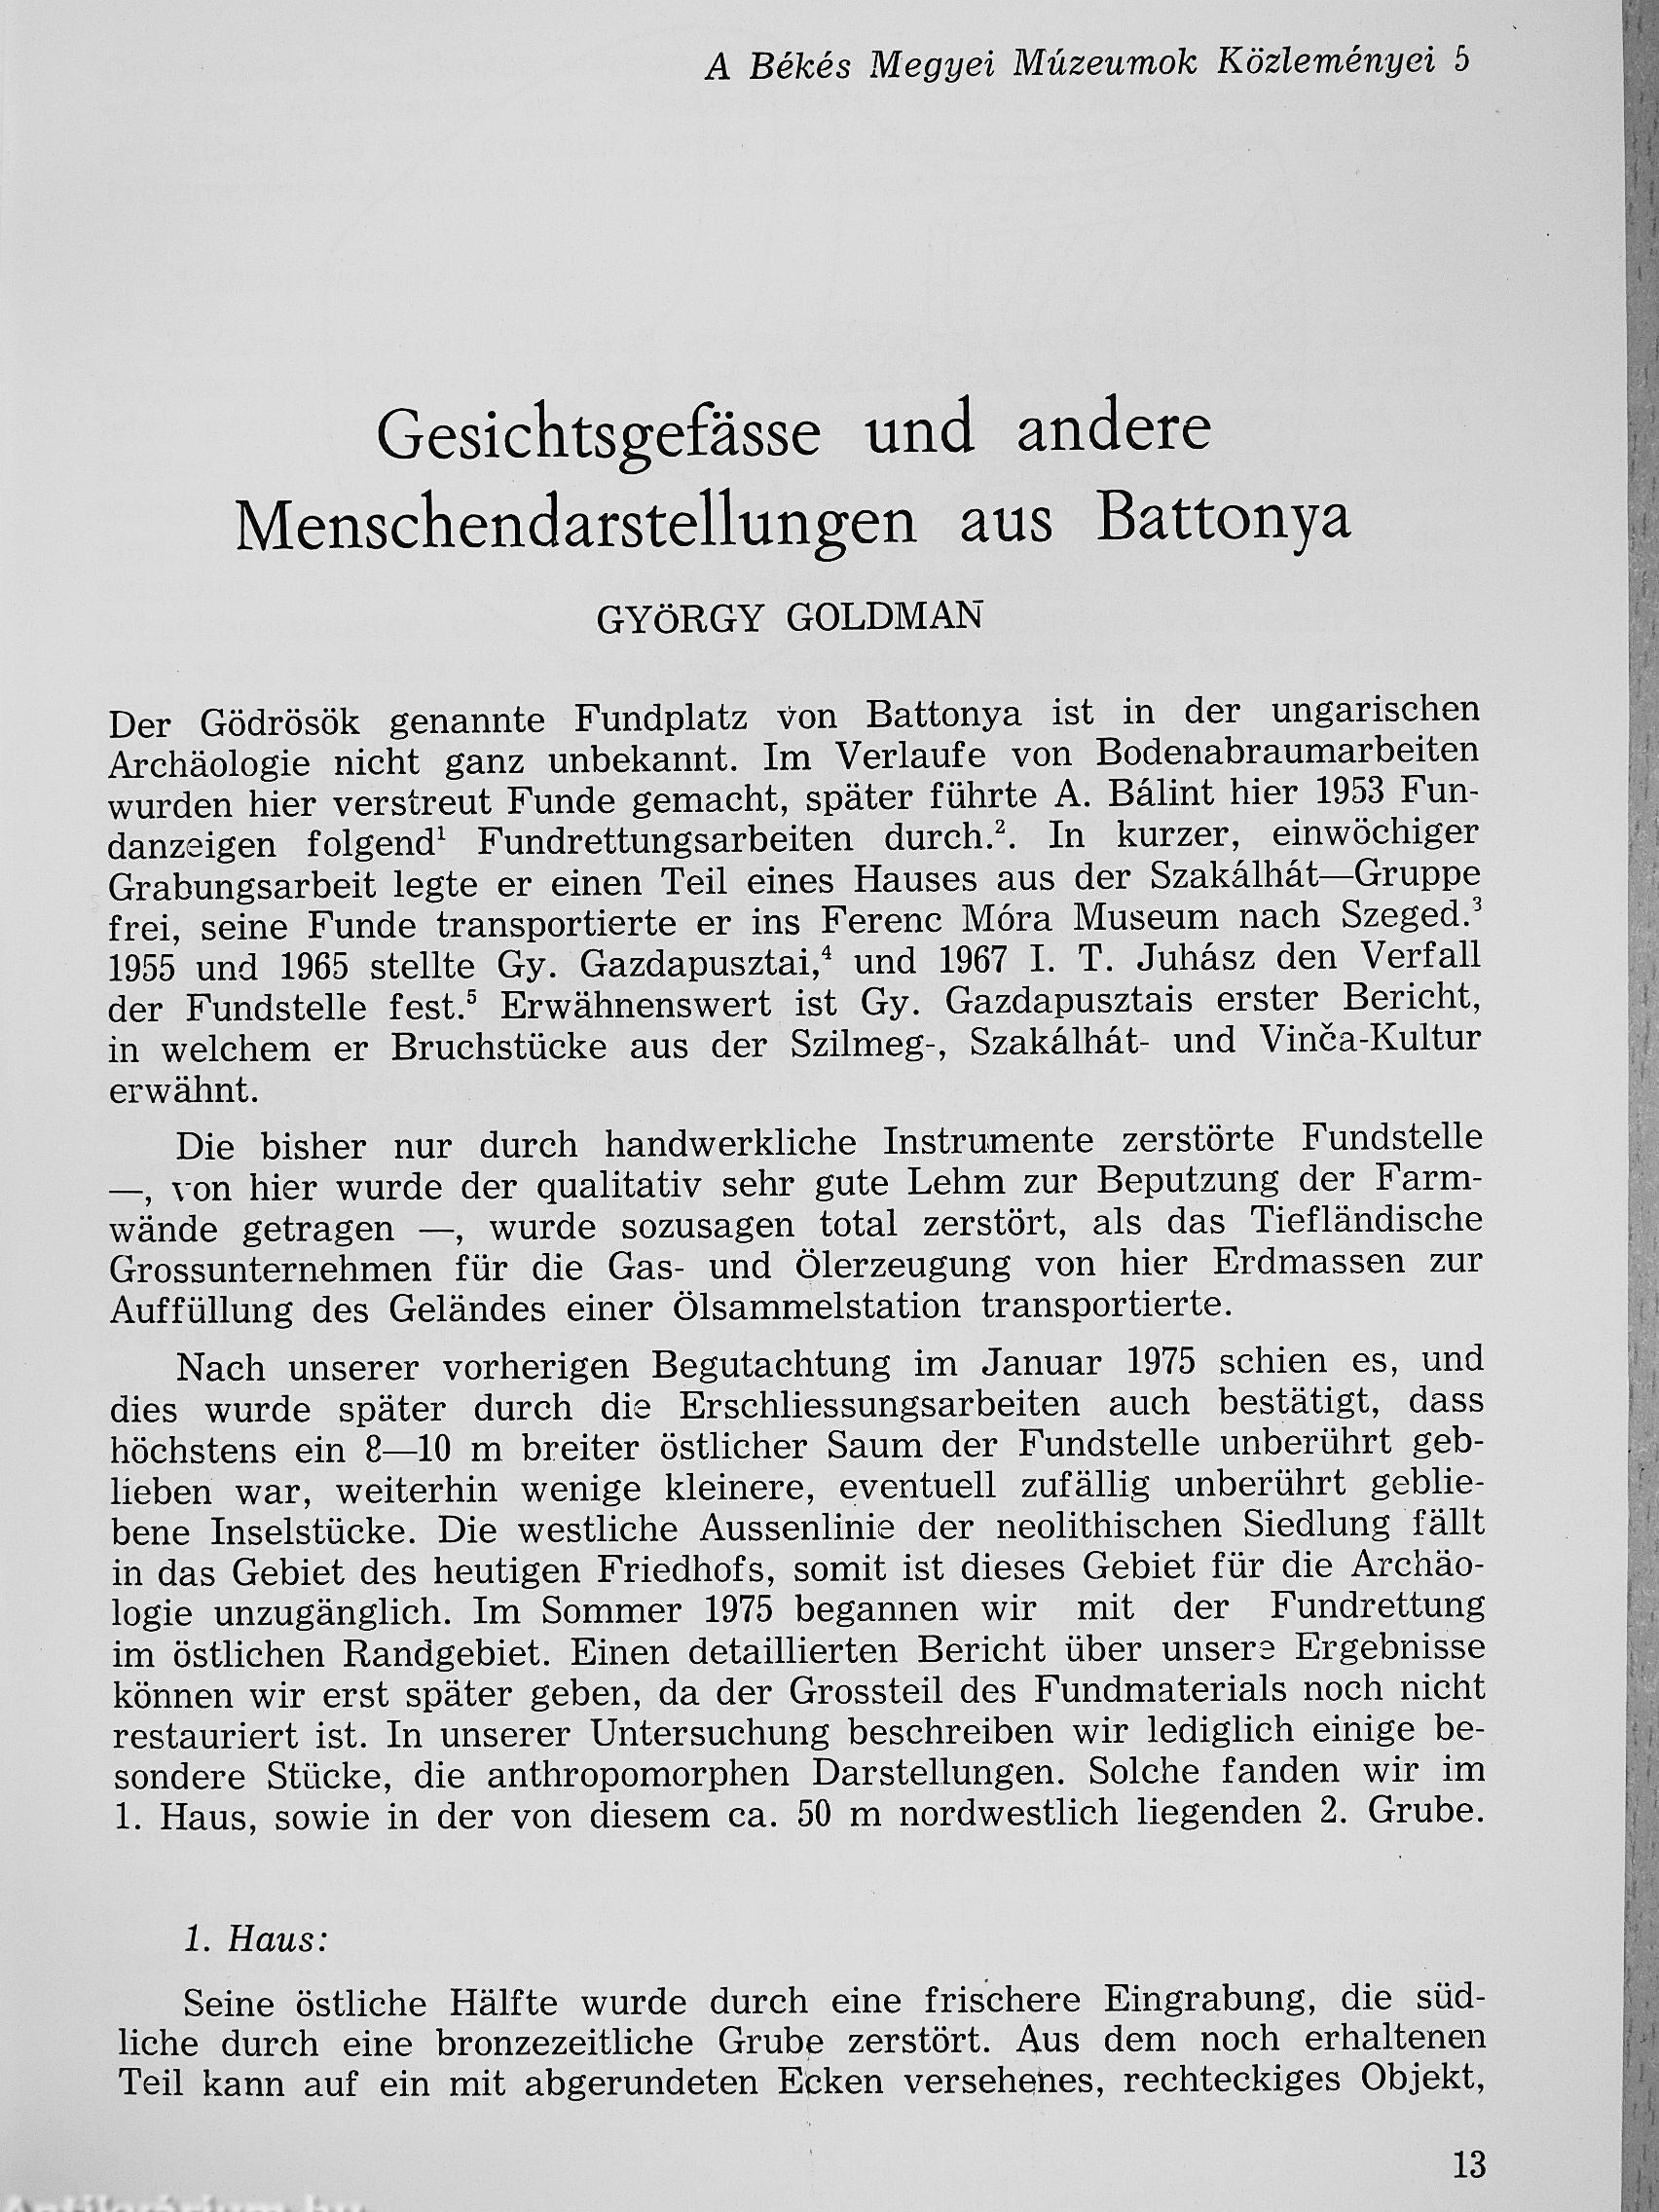 A Békés Megyei Múzeumok Közleményei 5
Gesichtsgefässe und andere
Menschendarstellungen aus Battonya
GYÖRGY GOLDMAN
Der Gödrösök genannte Fundplatz von Battonya ist in der ungarischen
Archäologie nicht ganz unbekannt. Im Verlaufe von Bodenabraumarbeiten
wurden hier verstreut Funde gemacht, später führte A. Bálint hier 1953 Fun-
danzeigen folgend¹ Fundrettungsarbeiten durch.². In kurzer, einwöchiger
Grabungsarbeit legte er einen Teil eines Hauses aus der Szakálhát—Gruppe
frei, seine Funde transportierte er ins Ferenc Móra Museum nach Szeged.³
1955 und 1965 stellte Gy. Gazdapusztai,⁴ und 1967 I. T. Juhász den Verfall
der Fundstelle fest.⁵ Erwähnenswert ist Gy. Gazdapusztais erster Bericht,
in welchem er Bruchstücke aus der Szilmeg-, Szakálhát- und Vinča-Kultur
erwähnt.
Die bisher nur durch handwerkliche Instrumente zerstörte Fundstelle
—, von hier wurde der qualitativ sehr gute Lehm zur Beputzung der Farm-
wände getragen —, wurde sozusagen total zerstört, als das Tiefländische
Grossunternehmen für die Gas- und Ölerzeugung von hier Erdmassen zur
Auffüllung des Geländes einer Ölsammelstation transportierte.
Nach unserer vorherigen Begutachtung im Januar 1975 schien es, und
dies wurde später durch die Erschliessungsarbeiten auch bestätigt, dass
höchstens ein 8—10 m breiter östlicher Saum der Fundstelle unberührt geb-
lieben war, weiterhin wenige kleinere, eventuell zufällig unberührt geblie-
bene Inselstücke. Die westliche Aussenlinie der neolithischen Siedlung fällt
in das Gebiet des heutigen Friedhofs, somit ist dieses Gebiet für die Archäo-
logie unzugänglich. Im Sommer 1975 begannen wir mit der Fundrettung
im östlichen Randgebiet. Einen detaillierten Bericht über unsere Ergebnisse
können wir erst später geben, da der Grossteil des Fundmaterials noch nicht
restauriert ist. In unserer Untersuchung beschreiben wir lediglich einige be-
sondere Stücke, die anthropomorphen Darstellungen. Solche fanden wir im
1. Haus, sowie in der von diesem ca. 50 m nordwestlich liegenden 2. Grube.
1. Haus:
Seine östliche Hälfte wurde durch eine frischere Eingrabung, die süd-
liche durch eine bronzezeitliche Grube zerstört. Aus dem noch erhaltenen
Teil kann auf ein mit abgerundeten Ecken versehenes, rechteckiges Objekt,
13